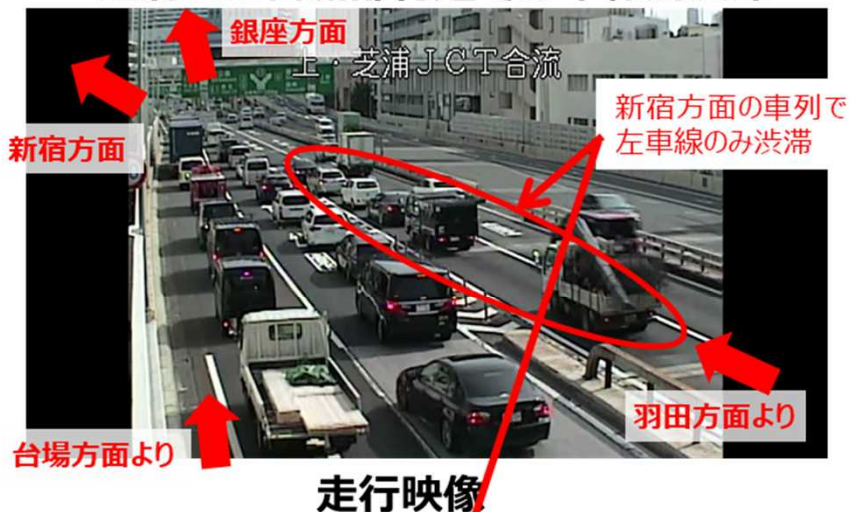 銀座方面
上・芝浦JCT合流
新宿方面の車列で
左車線のみ渋滞
新宿方面
羽田方面より
台場方面より
走行映像